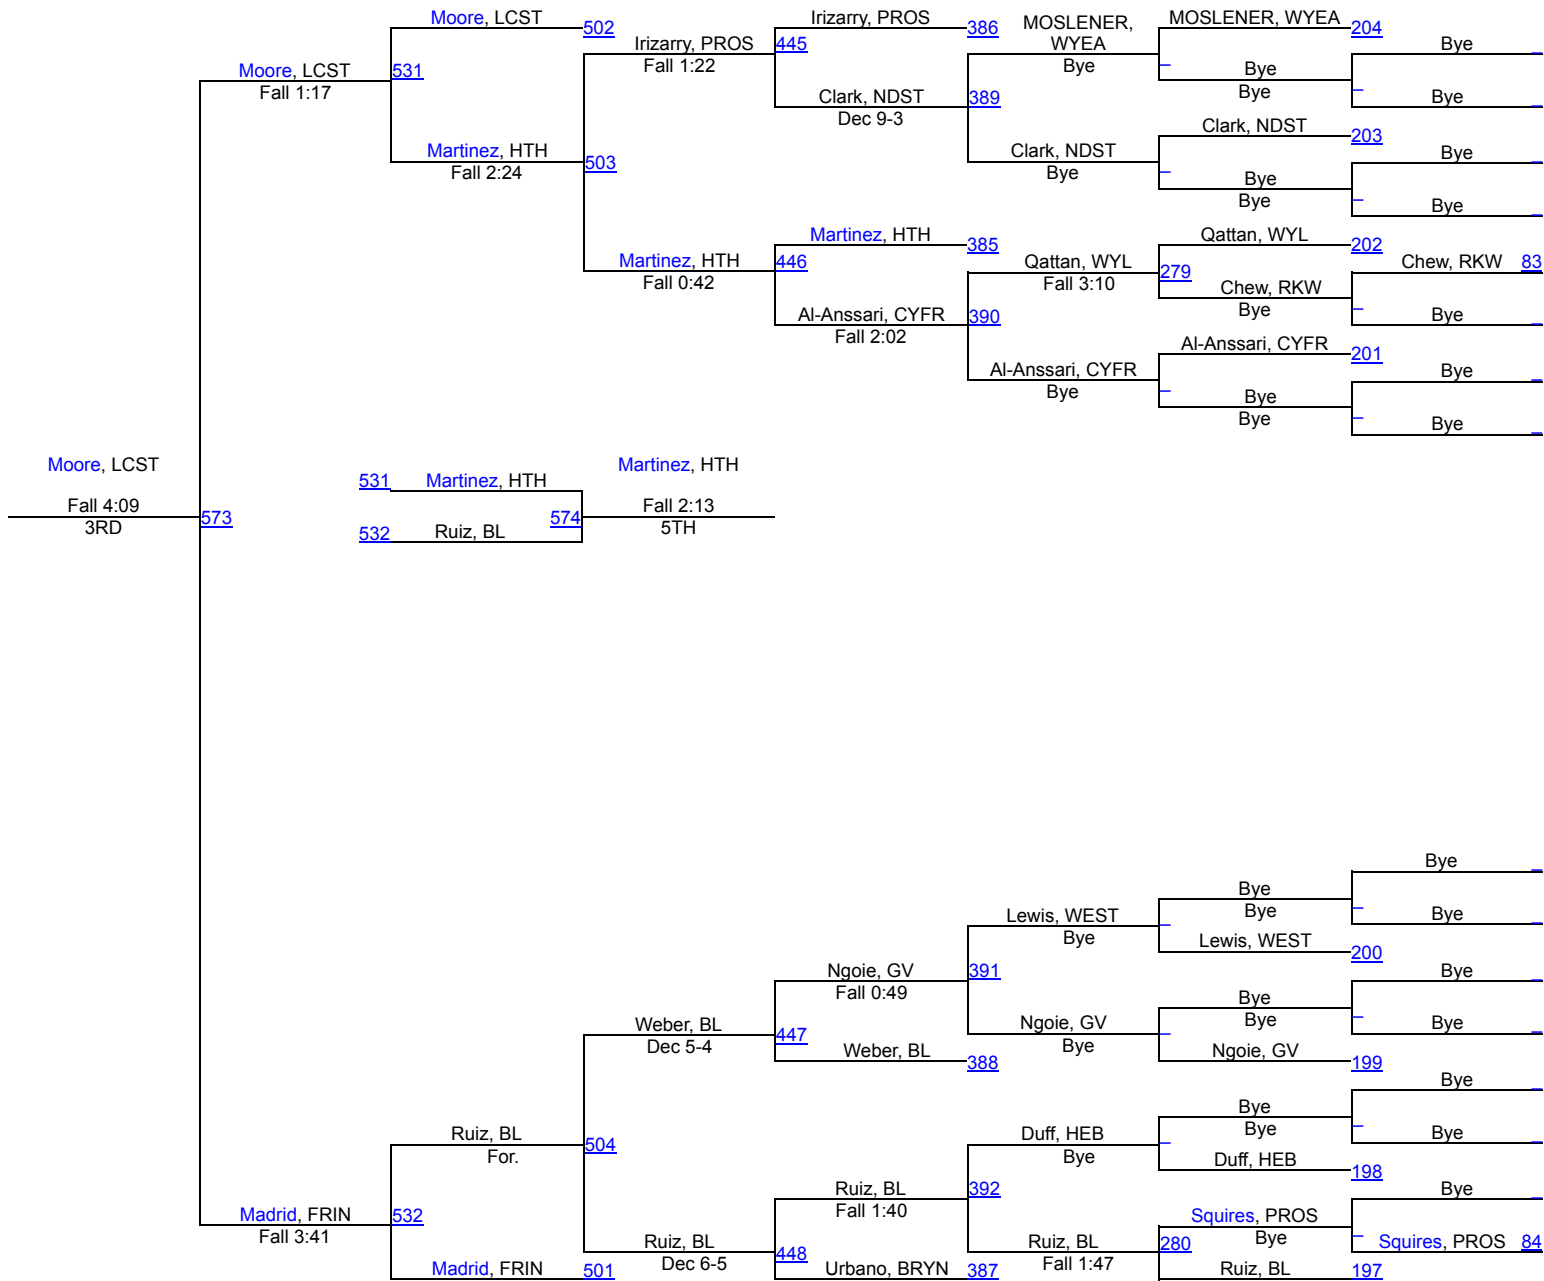 Moore, LCST
502
Irizarry, PROS
386
MOSLENER,
WYEA
Bye
MOSLENER, WYEA
204
Bye
Irizarry, PROS
Fall 1:22
445
Moore, LCST
Fall 1:17
531
Bye
Bye
Bye
Clark, NDST
Dec 9-3
389
Clark, NDST
203
Martinez, HTH
Fall 2:24
503
Clark, NDST
Bye
Bye
Bye
Bye
Bye
Martinez, HTH
385
Qattan, WYL
202
Martinez, HTH
Fall 0:42
446
Qattan, WYL
Fall 3:10
279
Chew, RKW
83
Chew, RKW
Bye
Al-Anssari, CYFR
Fall 2:02
390
Bye
Al-Anssari, CYFR
201
Al-Anssari, CYFR
Bye
Bye
Bye
Bye
Bye
Moore, LCST
Fall 4:09
3RD
573
531
Martinez, HTH
532
Ruiz, BL
574
Martinez, HTH
Fall 2:13
5TH
Bye
Bye
Bye
Bye
Lewis, WEST
Bye
Lewis, WEST
200
Ngoie, GV
Fall 0:49
391
Bye
Bye
Bye
Weber, BL
Dec 5-4
447
Ngoie, GV
Bye
Bye
Weber, BL
388
Ngoie, GV
199
Bye
Bye
Bye
Ruiz, BL
For.
504
Duff, HEB
Bye
Bye
Duff, HEB
198
Ruiz, BL
Fall 1:40
392
Bye
Madrid, FRIN
Fall 3:41
532
Squires, PROS
Bye
Ruiz, BL
Dec 6-5
448
Ruiz, BL
Fall 1:47
280
Squires, PROS
84
Madrid, FRIN
501
Urbano, BRYN
387
Ruiz, BL
197